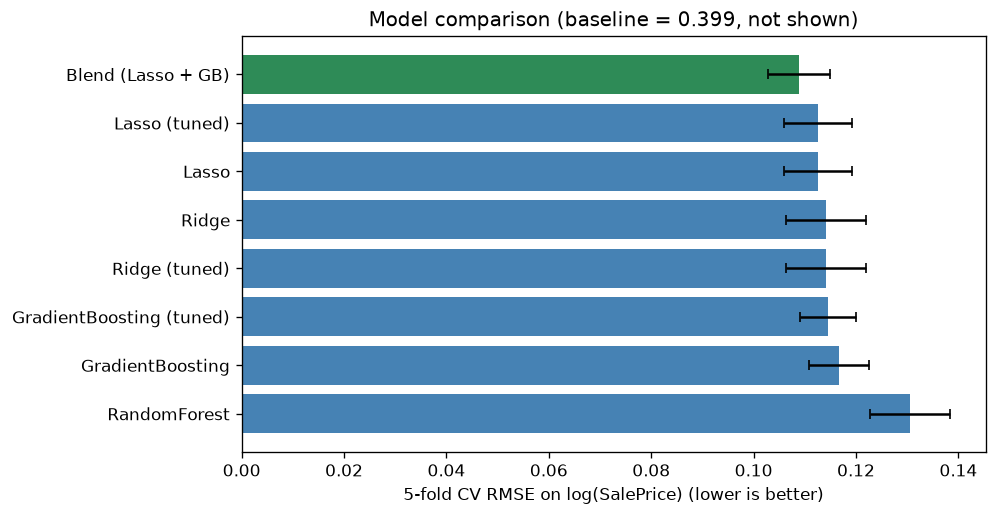 Model comparison (baseline = 0.399, not shown)
Blend (Lasso + GB)
Lasso (tuned)
Lasso
Ridge
Ridge (tuned)
GradientBoosting (tuned)
GradientBoosting
RandomForest
0.00 0.02 0.04 0.06 0.08 0.10 0.12 0.14
5-fold CV RMSE on log(SalePrice) (lower is better)